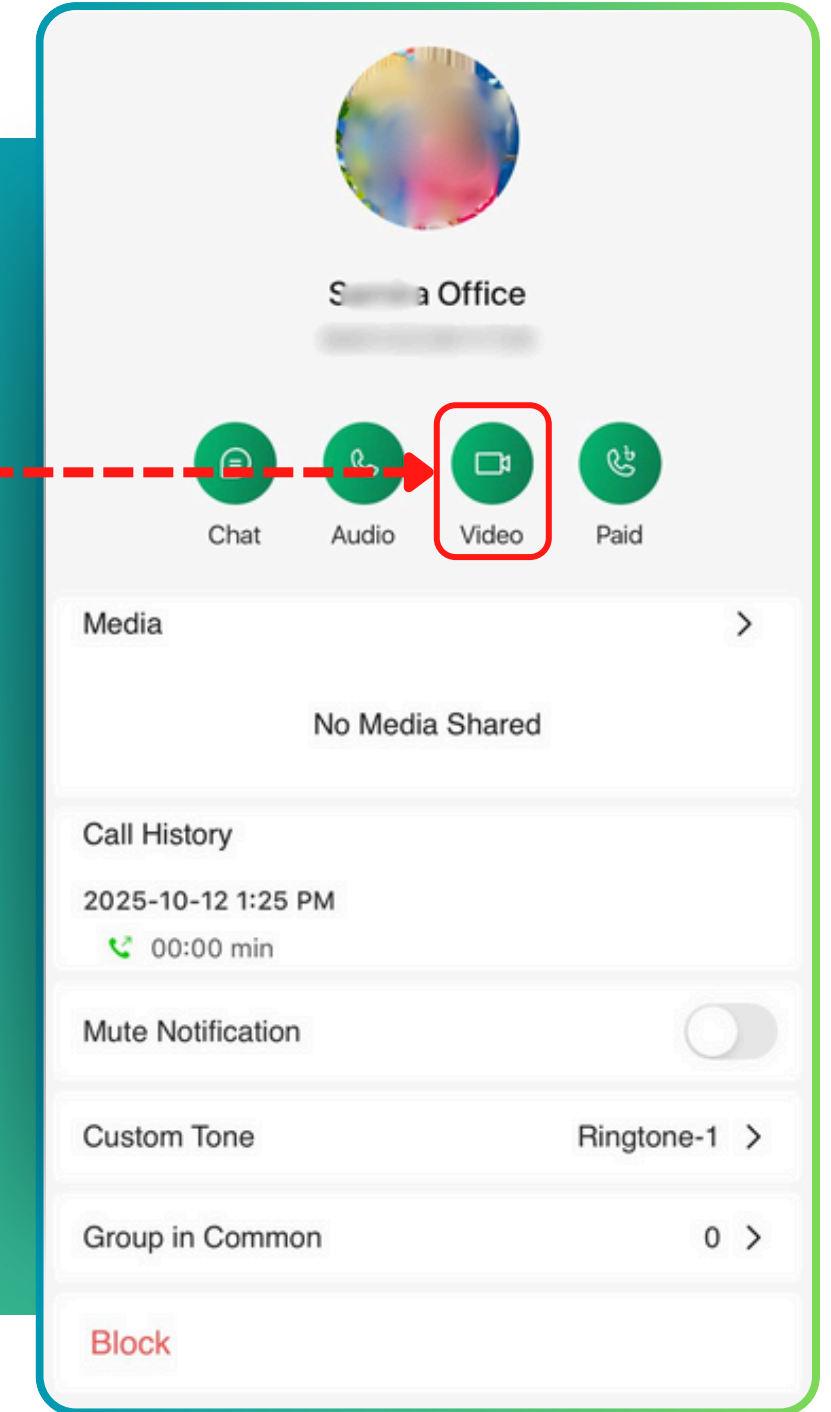 Office
Chat Audio Video Paid
Media
No Media Shared
Call History
2025-10-12 1:25 PM
00:00 min
Mute Notification
Custom Tone Ringtone-1
Group in Common 0
Block